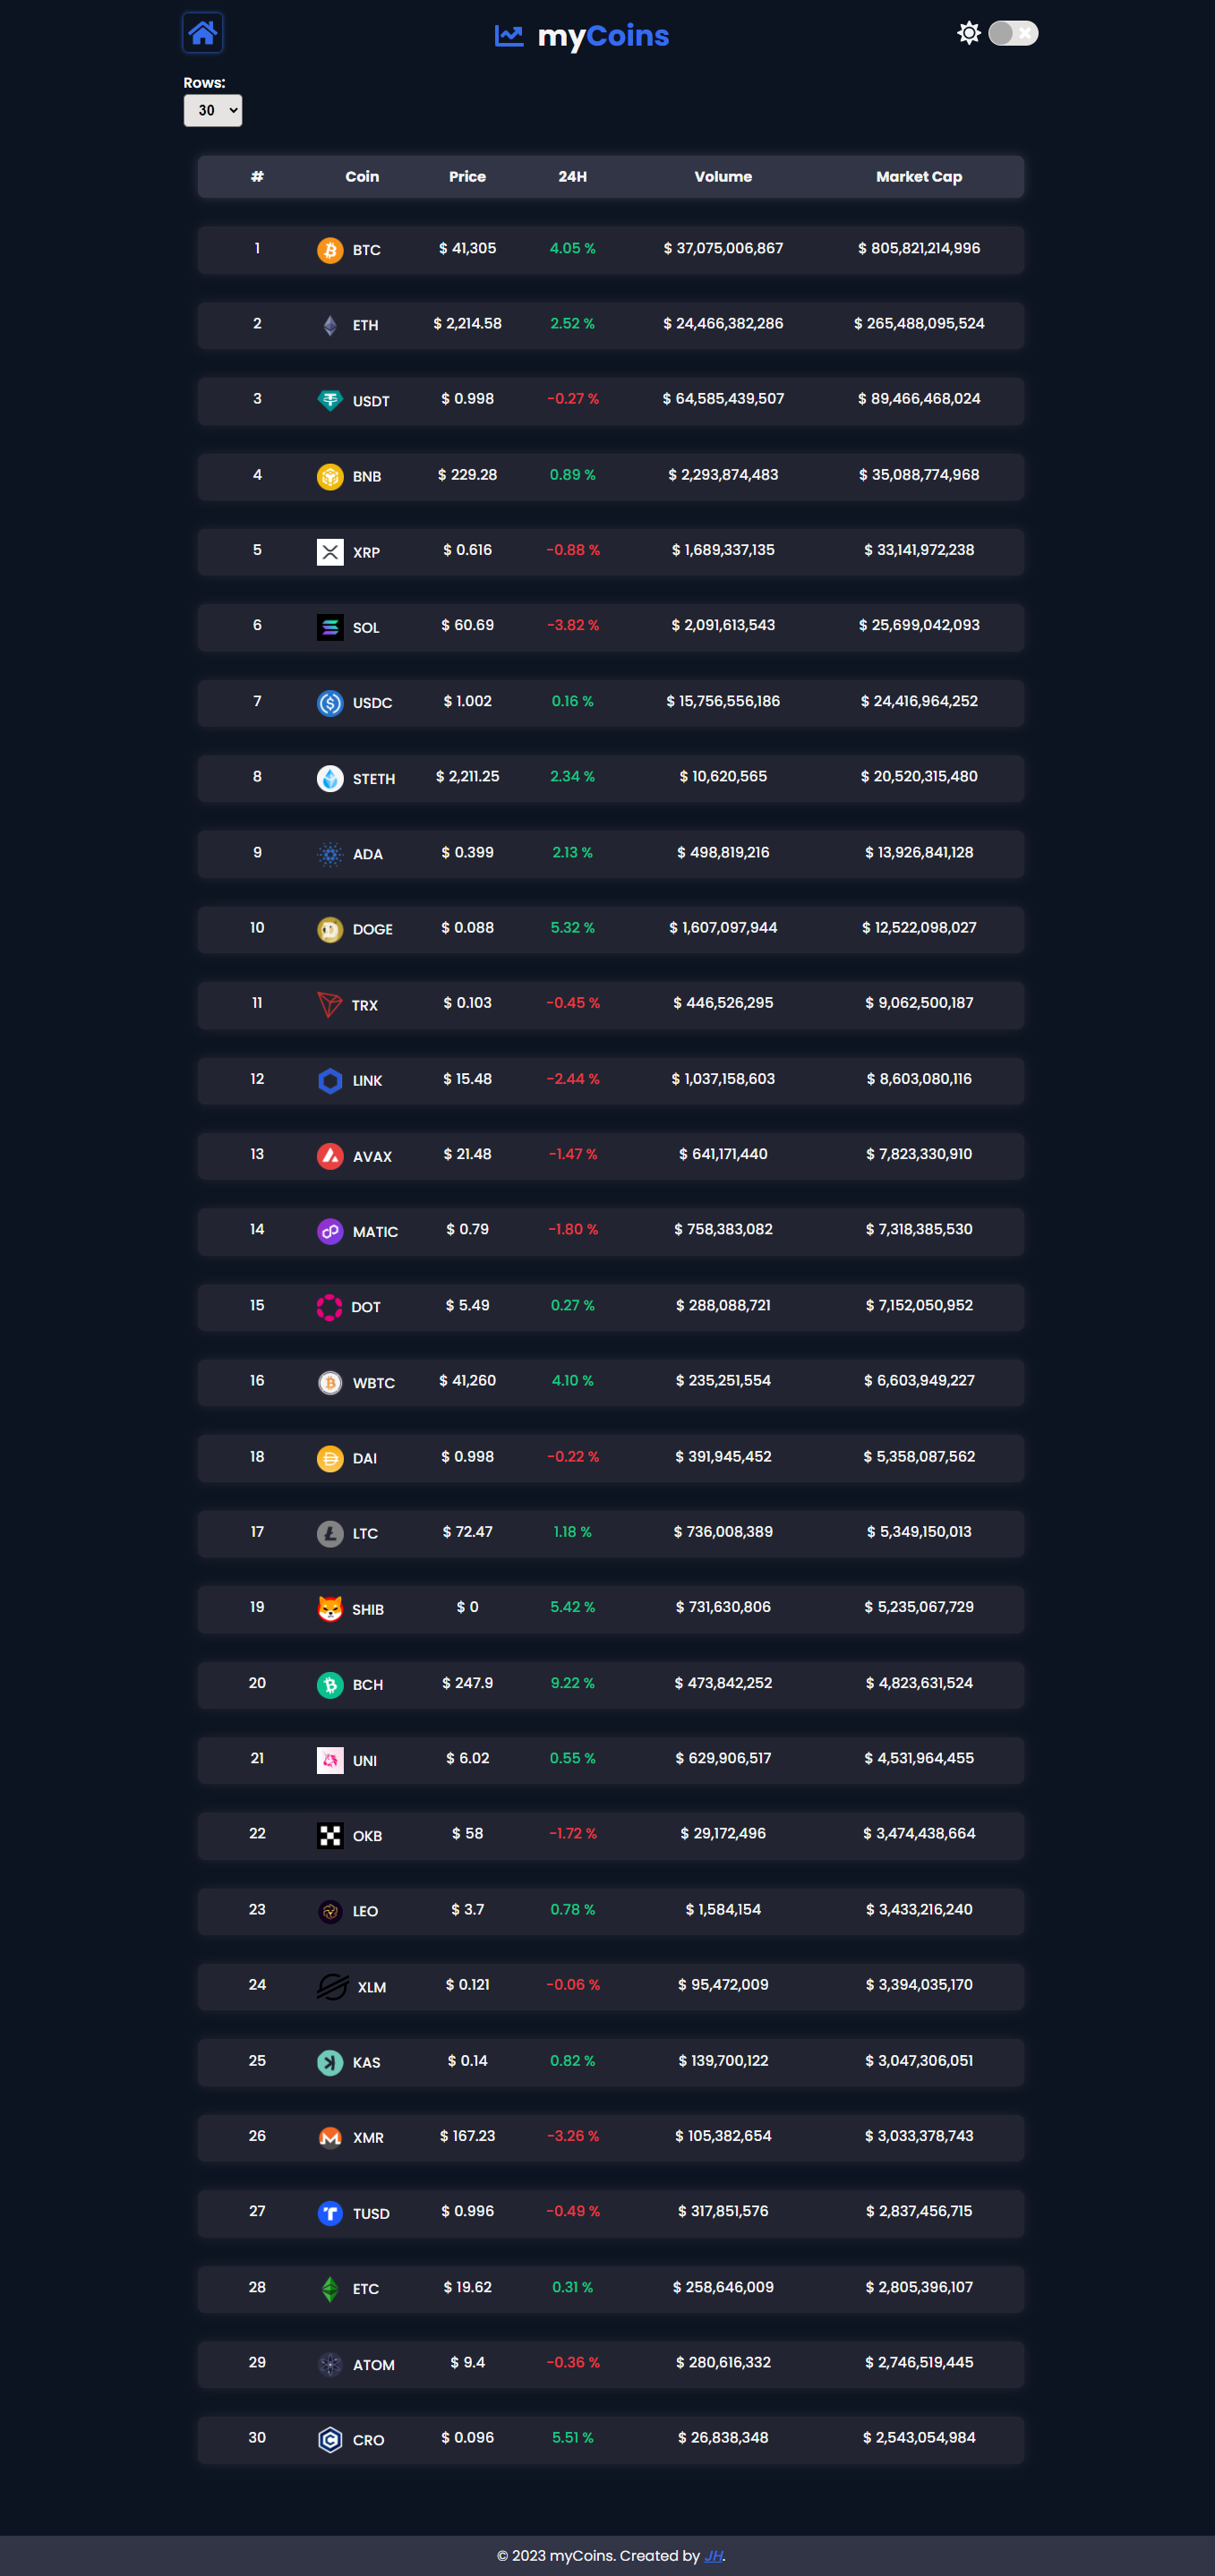 myCoins
Rows:
30
# Coin Price 24H Volume Market Cap
1 BTC $ 41,305 4.05 % $ 37,075,006,867 $ 805,821,214,996
2 ETH $ 2,214.58 2.52 % $ 24,466,382,286 $ 265,488,095,524
3 USDT $ 0.998 -0.27 % $ 64,585,439,507 $ 89,466,468,024
4 BNB $ 229.28 0.89 % $ 2,293,874,483 $ 35,088,774,968
5 XRP $ 0.616 -0.88 % $ 1,689,337,135 $ 33,141,972,238
6 SOL $ 60.69 -3.82 % $ 2,091,613,543 $ 25,699,042,093
7 USDC $ 1.002 0.16 % $ 15,756,556,186 $ 24,416,964,252
8 STETH $ 2,211.25 2.34 % $ 10,620,565 $ 20,520,315,480
9 ADA $ 0.399 2.13 % $ 498,819,216 $ 13,926,841,128
10 DOGE $ 0.088 5.32 % $ 1,607,097,944 $ 12,522,098,027
11 TRX $ 0.103 -0.45 % $ 446,526,295 $ 9,062,500,187
12 LINK $ 15.48 -2.44 % $ 1,037,158,603 $ 8,603,080,116
13 AVAX $ 21.48 -1.47 % $ 641,171,440 $ 7,823,330,910
14 MATIC $ 0.79 -1.80 % $ 758,383,082 $ 7,318,385,530
15 DOT $ 5.49 0.27 % $ 288,088,721 $ 7,152,050,952
16 WBTC $ 41,260 4.10 % $ 235,251,554 $ 6,603,949,227
18 DAI $ 0.998 -0.22 % $ 391,945,452 $ 5,358,087,562
17 LTC $ 72.47 1.18 % $ 736,008,389 $ 5,349,150,013
19 SHIB $ 0 5.42 % $ 731,630,806 $ 5,235,067,729
20 BCH $ 247.9 9.22 % $ 473,842,252 $ 4,823,631,524
21 UNI $ 6.02 0.55 % $ 629,906,517 $ 4,531,964,455
22 OKB $ 58 -1.72 % $ 29,172,496 $ 3,474,438,664
23 LEO $ 3.7 0.78 % $ 1,584,154 $ 3,433,216,240
24 XLM $ 0.121 -0.06 % $ 95,472,009 $ 3,394,035,170
25 KAS $ 0.14 0.82 % $ 139,700,122 $ 3,047,306,051
26 XMR $ 167.23 -3.26 % $ 105,382,654 $ 3,033,378,743
27 TUSD $ 0.996 -0.49 % $ 317,851,576 $ 2,837,456,715
28 ETC $ 19.62 0.31 % $ 258,646,009 $ 2,805,396,107
29 ATOM $ 9.4 -0.36 % $ 280,616,332 $ 2,746,519,445
30 CRO $ 0.096 5.51 % $ 26,838,348 $ 2,543,054,984
© 2023 myCoins. Created by JH.